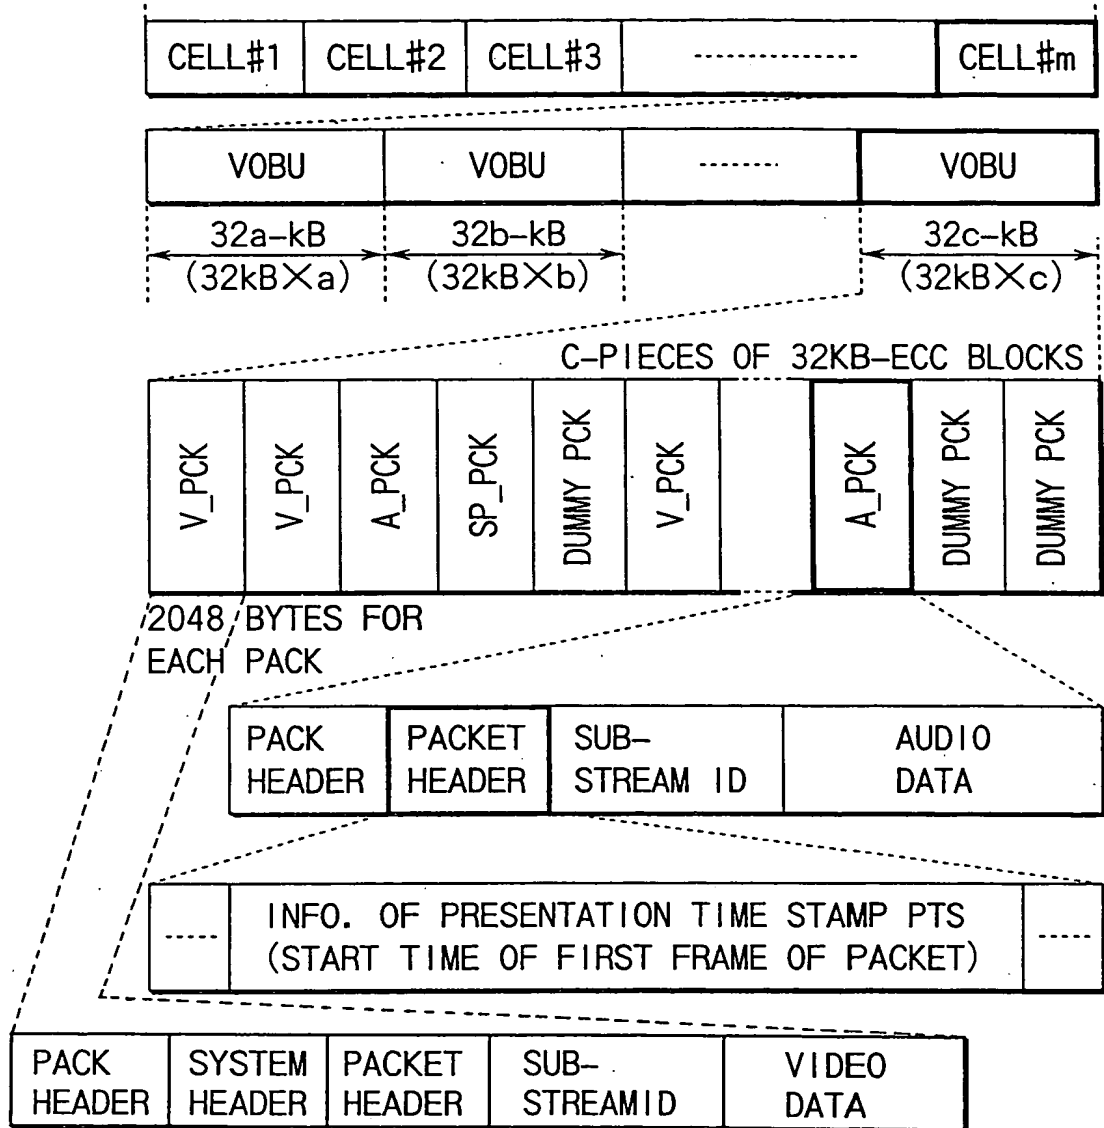 CELL#1 CELL#2 CELL#3 CELL#m
VOBU VOBU VOBU
32a-kB 32b-kB 32c-kB
(32kB×a) (32kB×b) (32kB×c)
C-PIECES OF 32KB-ECC BLOCKS
V_PCK
V_PCK
A_PCK
SP_PCK
DUMMY PCK
V_PCK
A_PCK
DUMMY PCK
DUMMY PCK
2048 BYTES FOR
EACH PACK
PACK PACKET SUB- AUDIO
HEADER HEADER STREAM ID DATA
INFO. OF PRESENTATION TIME STAMP PTS
(START TIME OF FIRST FRAME OF PACKET)
PACK SYSTEM PACKET SUB- VIDEO
HEADER HEADER HEADER STREAMID DATA